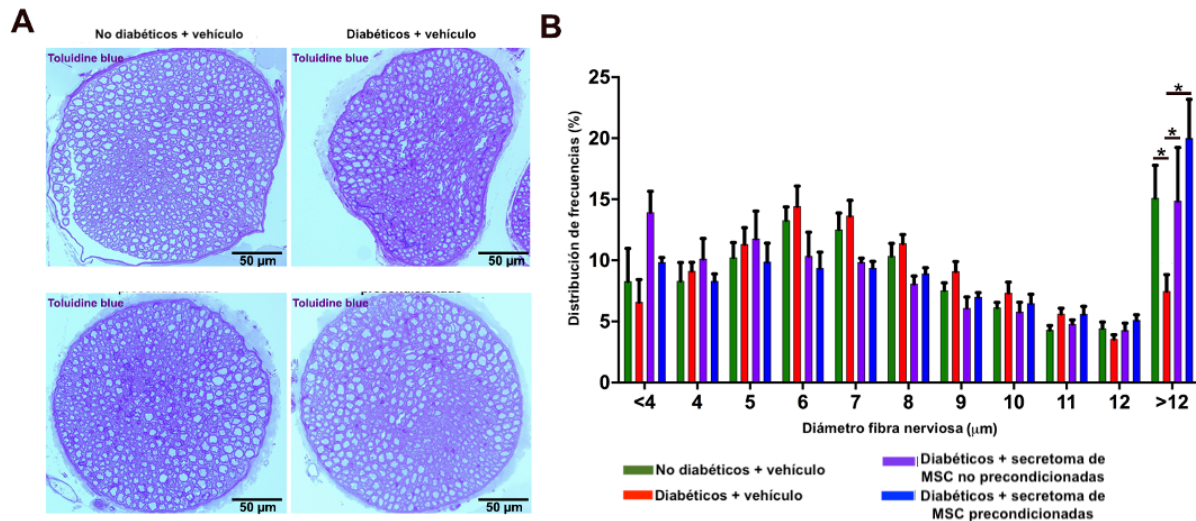 A
No diabéticos + vehículo
Diabéticos + vehículo
Toluidine blue
Toluidine blue
50 µm
50 µm
precondicionado
Toluidine blue
Toluidine blue
50 µm
50 µm
B
Distribución de frecuencias (%)
25
20
15
10
5
0
* * *
<4 4 5 6 7 8 9 10 11 12 >12
Diámetro fibra nerviosa (µm)
No diabéticos + vehículo
Diabéticos + vehículo
Diabéticos + secretoma de
MSC no precondicionadas
Diabéticos + secretoma de
MSC precondicionadas